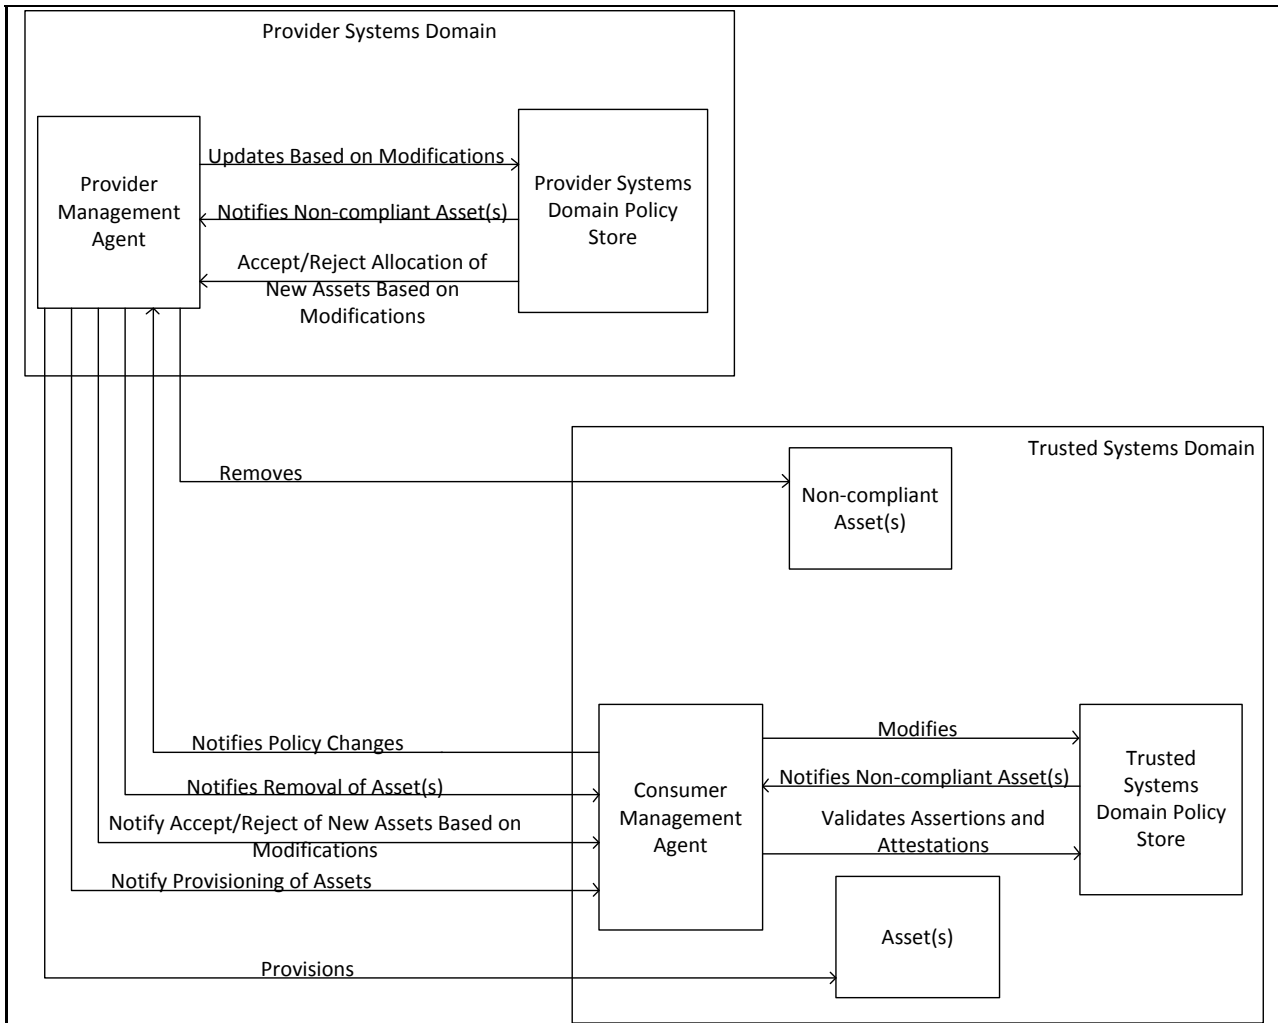 Provider Systems Domain
Provider
Management
Agent
Updates Based on Modifications
Notifies Non-compliant Asset(s)
Accept/Reject Allocation of
New Assets Based on
Modifications
Provider Systems
Domain Policy
Store
Trusted Systems Domain
Removes
Non-compliant
Asset(s)
Notifies Policy Changes
Notifies Removal of Asset(s)
Notify Accept/Reject of New Assets Based on
Modifications
Notify Provisioning of Assets
Provisions
Consumer
Management
Agent
Modifies
Notifies Non-compliant Asset(s)
Validates Assertions and
Attestations
Trusted
Systems
Domain Policy
Store
Asset(s)